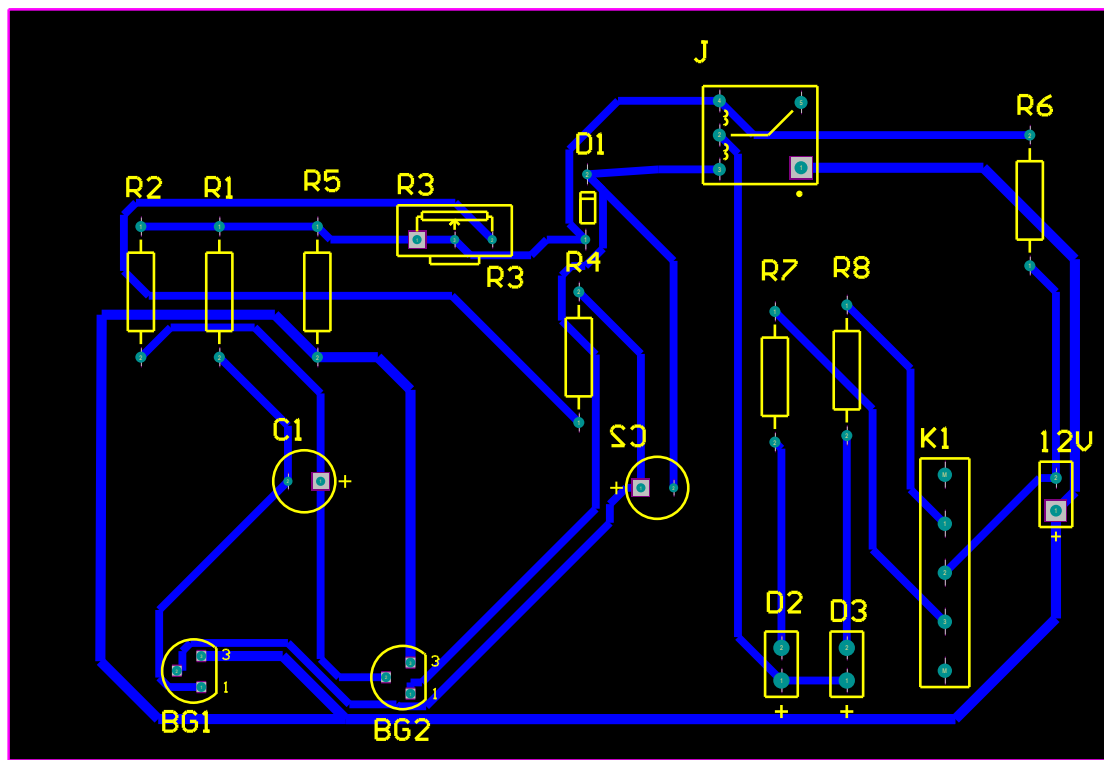 J
R6
D1
R2
R1
R5
R3
R3
R4
R7
R8
C1
C2
K1
12V
+
+
+
D2
D3
3
1
3
1
BG1
BG2
+
+